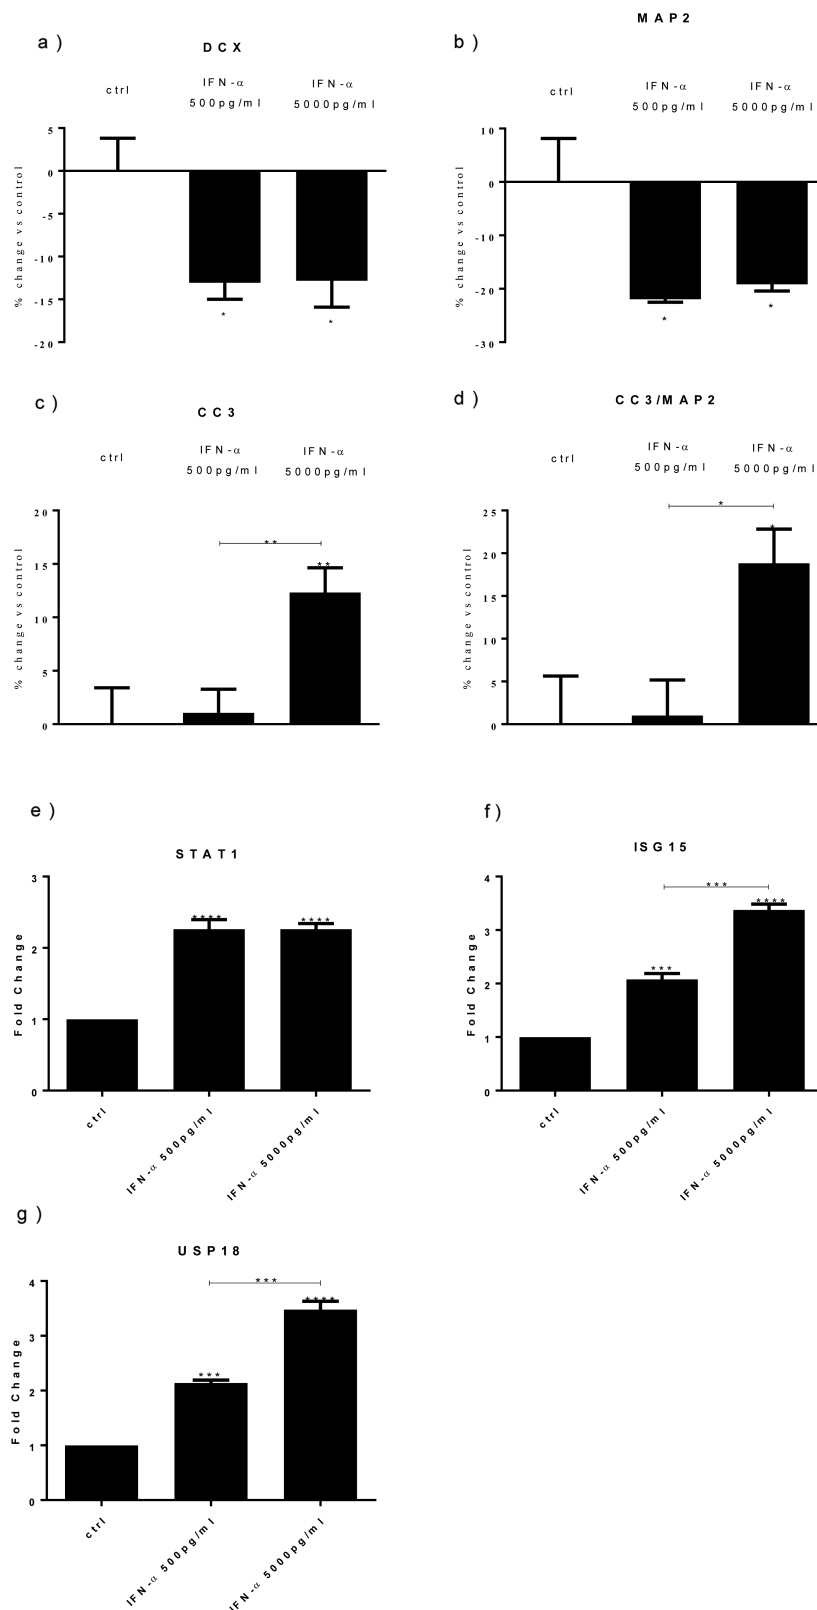 a)
DCX
ctrl
IFN-α
500pg/ml
IFN-α
5000pg/ml
% change vs control
5
0
-5
-10
-15
-20
*
*
b)
MAP2
ctrl
IFN-α
500pg/ml
IFN-α
5000pg/ml
% change vs control
10
0
-10
-20
-30
*
*
c)
CC3
ctrl
IFN-α
500pg/ml
IFN-α
5000pg/ml
% change vs control
20
15
10
5
0
**
**
d)
CC3/MAP2
ctrl
IFN-α
500pg/ml
IFN-α
5000pg/ml
% change vs control
25
20
15
10
5
0
*
*
e)
STAT1
Fold Change
3
2
1
0
****
****
ctrl
IFN-α 500pg/ml
IFN-α 5000pg/ml
f)
ISG15
Fold Change
4
3
2
1
0
***
***
****
ctrl
IFN-α 500pg/ml
IFN-α 5000pg/ml
g)
USP18
Fold Change
4
3
2
1
0
***
***
****
ctrl
IFN-α 500pg/ml
IFN-α 5000pg/ml